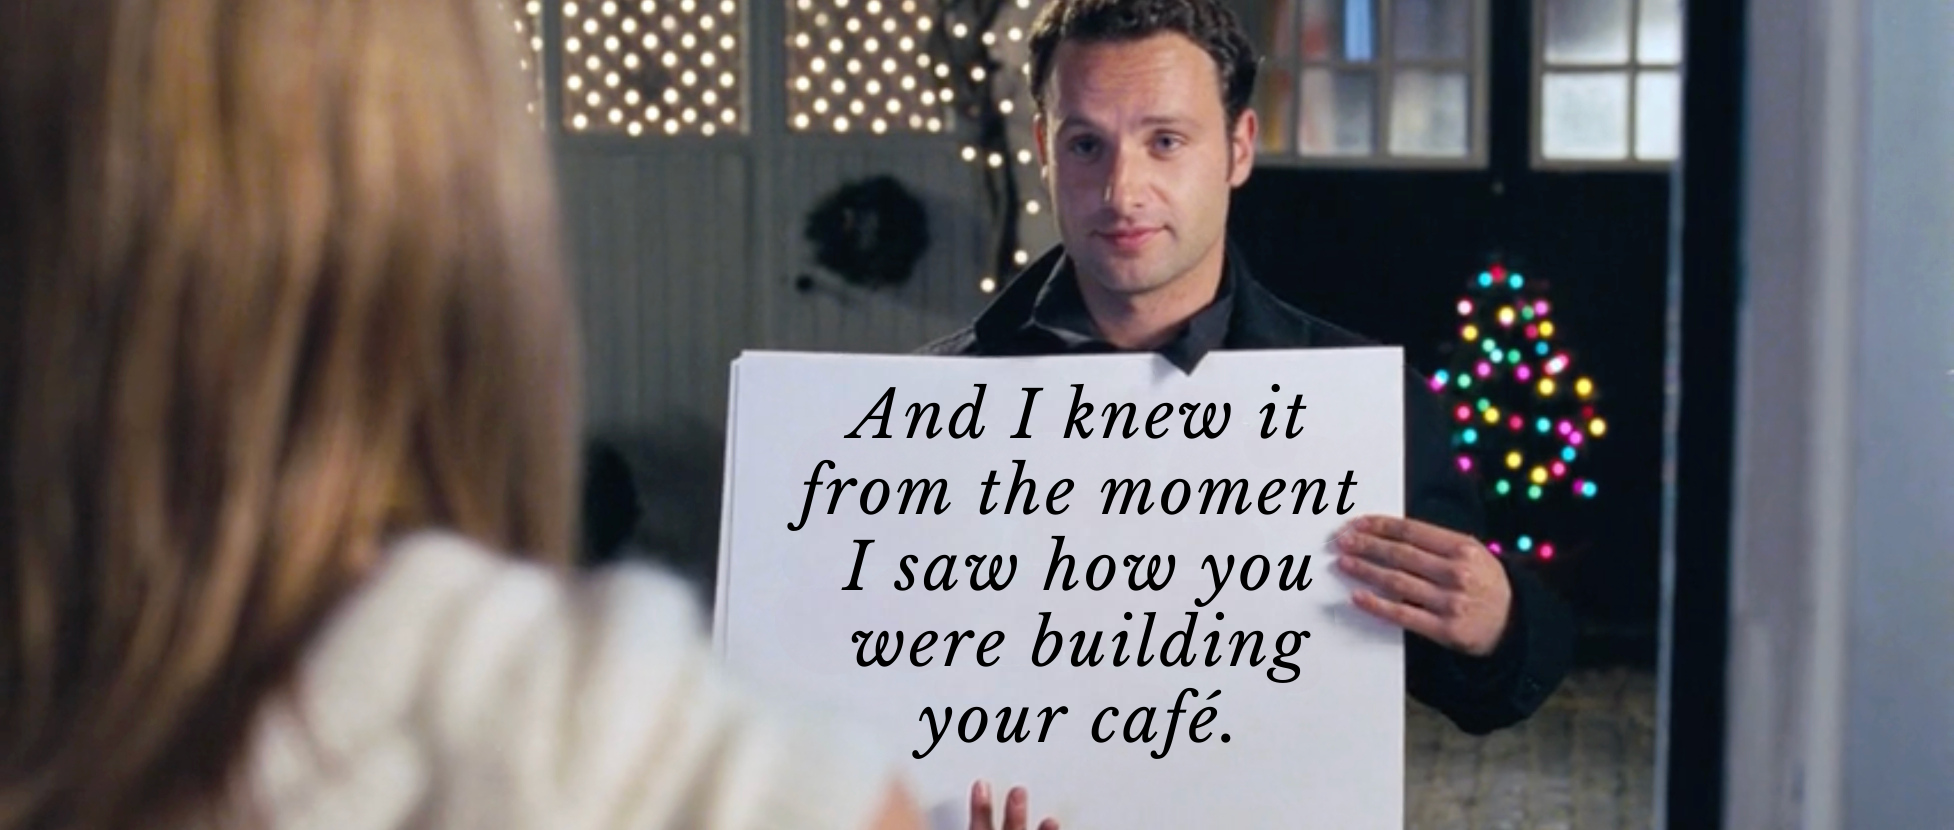 And I knew it
from the moment
I saw how you
were building
your café.